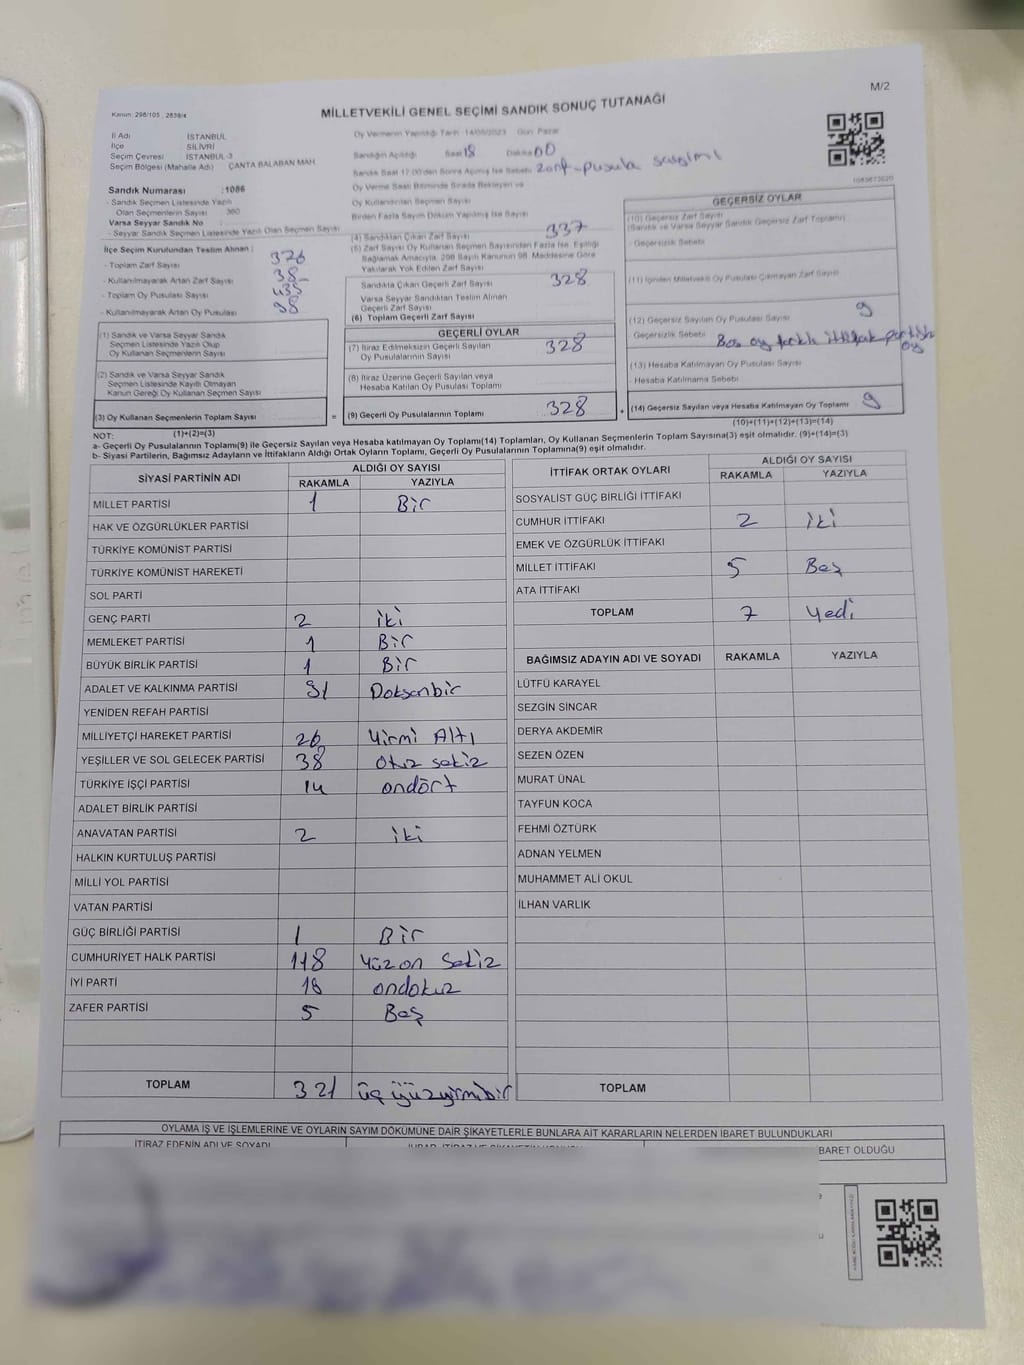 M/2
Kanun: 298/105 , 2839/4
MİLLETVEKİLİ GENEL SEÇİMİ SANDIK SONUÇ TUTANAĞI
İl Adı İSTANBUL
İlçe SİLİVRİ
Seçim Çevresi İSTANBUL-3
Seçim Bölgesi (Mahalle Adı) ÇANTA BALABAN MAH.
Sandık Numarası :1086
- Sandık Seçmen Listesinde Yazılı
Olan Seçmenlerin Sayısı 360
Varsa Seyyar Sandık No
- Seyyar Sandık Seçmen Listesinde Yazılı Olan Seçmen Sayısı
İlçe Seçim Kurulundan Teslim Alınan :
- Toplam Zarf Sayısı
- Kullanılmayarak Artan Zarf Sayısı 38
- Toplam Oy Pusulası Sayısı
- Kullanılmayarak Artan Oy Pusulası 98
(1) Sandık ve Varsa Seyyar Sandık
Seçmen Listesinde Yazılı Olup
Oy Kullanan Seçmenlerin Sayısı
(2) Sandık ve Varsa Seyyar Sandık
Seçmen Listesinde Kayıtlı Olmayan
Kanun Gereği Oy Kullanan Seçmen Sayısı
(3) Oy Kullanan Seçmenlerin Toplam Sayısı
=
Oy Vermenin Yapıldığı Tarih :14/05/2023 Gün: Pazar
Sandığın Açıldığı Saat 18 Dakika 00
Sandık Saat 17.00'den Sonra Açılmış İse Sebebi zarf-pusula sayımı
Oy Verme Saati Bitiminde Sırada Bekleyen ve
Oy Kullandırılan Seçmen Sayısı
Birden Fazla Sayım Döküm Yapılmış İse Sayısı
(4) Sandıktan Çıkan Zarf Sayısı 337
(5) Zarf Sayısı Oy Kullanan Seçmen Sayısından Fazla İse, Eşitliği
Sağlamak Amacıyla, 298 Sayılı Kanunun 98. Maddesine Göre
Yakılarak Yok Edilen Zarf Sayısı
Sandıkta Çıkan Geçerli Zarf Sayısı 328
Varsa Seyyar Sandıktan Teslim Alınan
Geçerli Zarf Sayısı
(6) Toplam Geçerli Zarf Sayısı
GEÇERLİ OYLAR
(7) İtiraz Edilmeksizin Geçerli Sayılan
Oy Pusulalarının Sayısı 328
(8) İtiraz Üzerine Geçerli Sayılan veya
Hesaba Katılan Oy Pusulası Toplamı
(9) Geçerli Oy Pusulalarının Toplamı 328
+
GEÇERSİZ OYLAR
(10) Geçersiz Zarf Sayısı
(Sandık ve Varsa Seyyar Sandık Geçersiz Zarf Toplamı)
- Geçersizlik Sebebi
(11) İçinden Milletvekili Oy Pusulası Çıkmayan Zarf Sayısı
(12) Geçersiz Sayılan Oy Pusulası Sayısı 9
Geçersizlik Sebebi Boş oy farklı ittifak partisi
oy
(13) Hesaba Katılmayan Oy Pusulası Sayısı
- Hesaba Katılmama Sebebi
(14) Geçersiz Sayılan veya Hesaba Katılmayan Oy Toplamı 9
(10)+(11)+(12)+(13)=(14)
NOT: (1)+(2)=(3)
a- Geçerli Oy Pusulalarının Toplamı(9) ile Geçersiz Sayılan veya Hesaba katılmayan Oy Toplamı(14) Toplamları, Oy Kullanan Seçmenlerin Toplam Sayısına(3) eşit olmalıdır. (9)+(14)=(3)
b- Siyasi Partilerin, Bağımsız Adayların ve İttifakların Aldığı Ortak Oyların Toplamı, Geçerli Oy Pusulalarının Toplamına(9) eşit olmalıdır.
SİYASİ PARTİNİN ADI ALDIĞI OY SAYISI
RAKAMLA YAZIYLA
MİLLET PARTİSİ 1 Bir
HAK VE ÖZGÜRLÜKLER PARTİSİ
TÜRKİYE KOMÜNİST PARTİSİ
TÜRKİYE KOMÜNİST HAREKETİ
SOL PARTİ
GENÇ PARTİ 2 iki
MEMLEKET PARTİSİ 1 Bir
BÜYÜK BİRLİK PARTİSİ 1 Bir
ADALET VE KALKINMA PARTİSİ 91 Doksanbir
YENİDEN REFAH PARTİSİ
MİLLİYETÇİ HAREKET PARTİSİ 26 Yirmi Altı
YEŞİLLER VE SOL GELECEK PARTİSİ 38 Otuz sekiz
TÜRKİYE İŞÇİ PARTİSİ 14 ondört
ADALET BİRLİK PARTİSİ
ANAVATAN PARTİSİ 2 iki
HALKIN KURTULUŞ PARTİSİ
MİLLİ YOL PARTİSİ
VATAN PARTİSİ
GÜÇ BİRLİĞİ PARTİSİ 1 Bir
CUMHURİYET HALK PARTİSİ 118 Yüz on Sekiz
İYİ PARTİ ondokuz
ZAFER PARTİSİ 5 Beş
TOPLAM 321 üç yüzyirmibir
İTTİFAK ORTAK OYLARI ALDIĞI OY SAYISI
RAKAMLA YAZIYLA
SOSYALİST GÜÇ BİRLİĞİ İTTİFAKI
CUMHUR İTTİFAKI 2 iki
EMEK VE ÖZGÜRLÜK İTTİFAKI
MİLLET İTTİFAKI 5 Beş
ATA İTTİFAKI
TOPLAM 7 Yedi
BAĞIMSIZ ADAYIN ADI VE SOYADI RAKAMLA YAZIYLA
LÜTFÜ KARAYEL
SEZGİN SİNCAR
DERYA AKDEMİR
SEZEN ÖZEN
MURAT ÜNAL
TAYFUN KOCA
FEHMİ ÖZTÜRK
ADNAN YELMEN
MUHAMMET ALİ OKUL
İLHAN VARLIK
TOPLAM
OYLAMA İŞ VE İŞLEMLERİNE VE OYLARIN SAYIM DÖKÜMÜNE DAİR ŞİKAYETLERLE BUNLARA AİT KARARLARIN NELERDEN İBARET BULUNDUKLARI
İTİRAZ EDENİN ADI VE SOYADI
BARET OLDUĞU